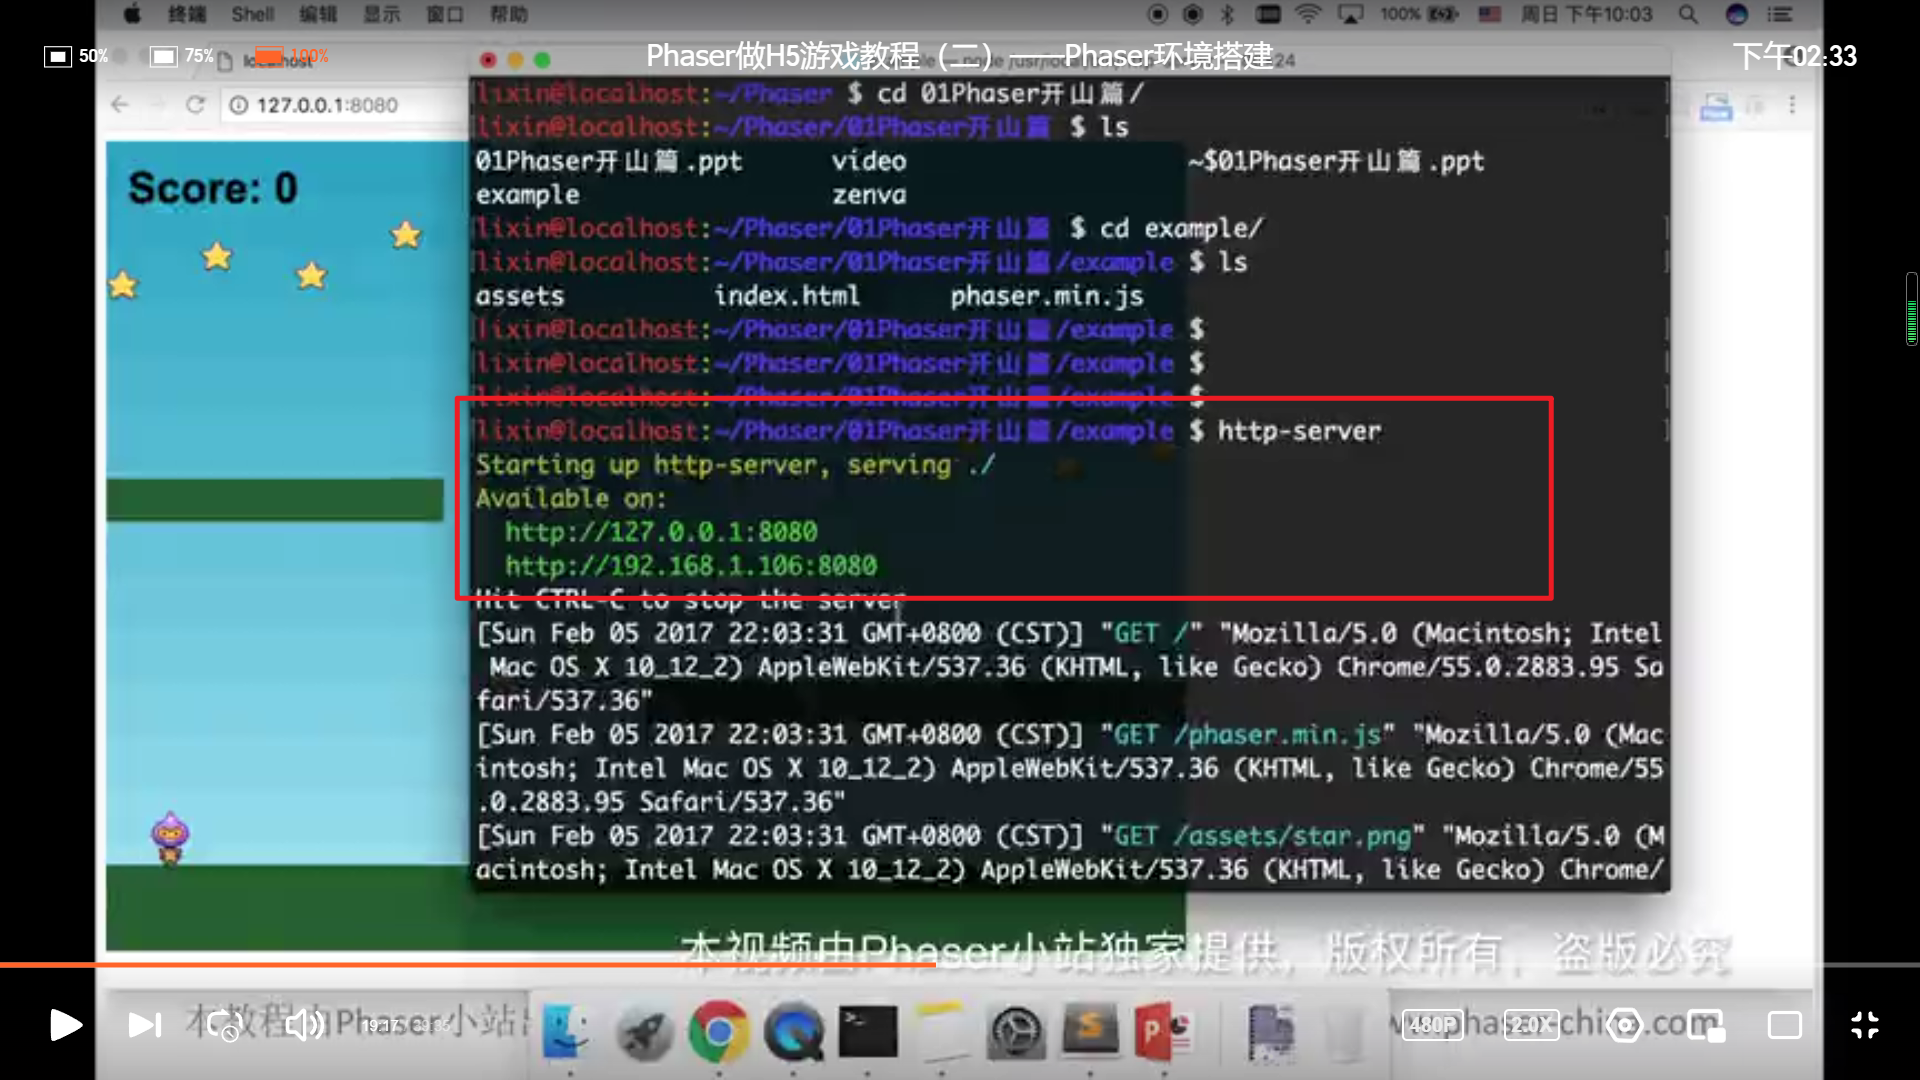 终端 Shell 编辑 显示 窗口 帮助 100% 周日下午10:03
50% 75% 100% Phaser做H5游戏教程（二）——Phaser环境搭建 下午02:33
127.0.0.1:8080
Score: 0
lixin@localhost:~/Phaser $ cd 01Phaser开山篇/
lixin@localhost:~/Phaser/01Phaser开山篇 $ ls
01Phaser开山篇.ppt video ~$01Phaser开山篇.ppt
example zenva
lixin@localhost:~/Phaser/01Phaser开山篇 $ cd example/
lixin@localhost:~/Phaser/01Phaser开山篇/example $ ls
assets index.html phaser.min.js
lixin@localhost:~/Phaser/01Phaser开山篇/example $
lixin@localhost:~/Phaser/01Phaser开山篇/example $
lixin@localhost:~/Phaser/01Phaser开山篇/example $
lixin@localhost:~/Phaser/01Phaser开山篇/example $ http-server
Starting up http-server, serving ./
Available on:
http://127.0.0.1:8080
http://192.168.1.106:8080
Hit CTRL-C to stop the server
[Sun Feb 05 2017 22:03:31 GMT+0800 (CST)] "GET /" "Mozilla/5.0 (Macintosh; Intel
Mac OS X 10_12_2) AppleWebKit/537.36 (KHTML, like Gecko) Chrome/55.0.2883.95 Sa
fari/537.36"
[Sun Feb 05 2017 22:03:31 GMT+0800 (CST)] "GET /phaser.min.js" "Mozilla/5.0 (Mac
intosh; Intel Mac OS X 10_12_2) AppleWebKit/537.36 (KHTML, like Gecko) Chrome/55
.0.2883.95 Safari/537.36"
[Sun Feb 05 2017 22:03:31 GMT+0800 (CST)] "GET /assets/star.png" "Mozilla/5.0 (M
acintosh; Intel Mac OS X 10_12_2) AppleWebKit/537.36 (KHTML, like Gecko) Chrome/
本视频由Phaser小站独家提供，版权所有，盗版必究
本教程由Phaser小站
480P 2.0X